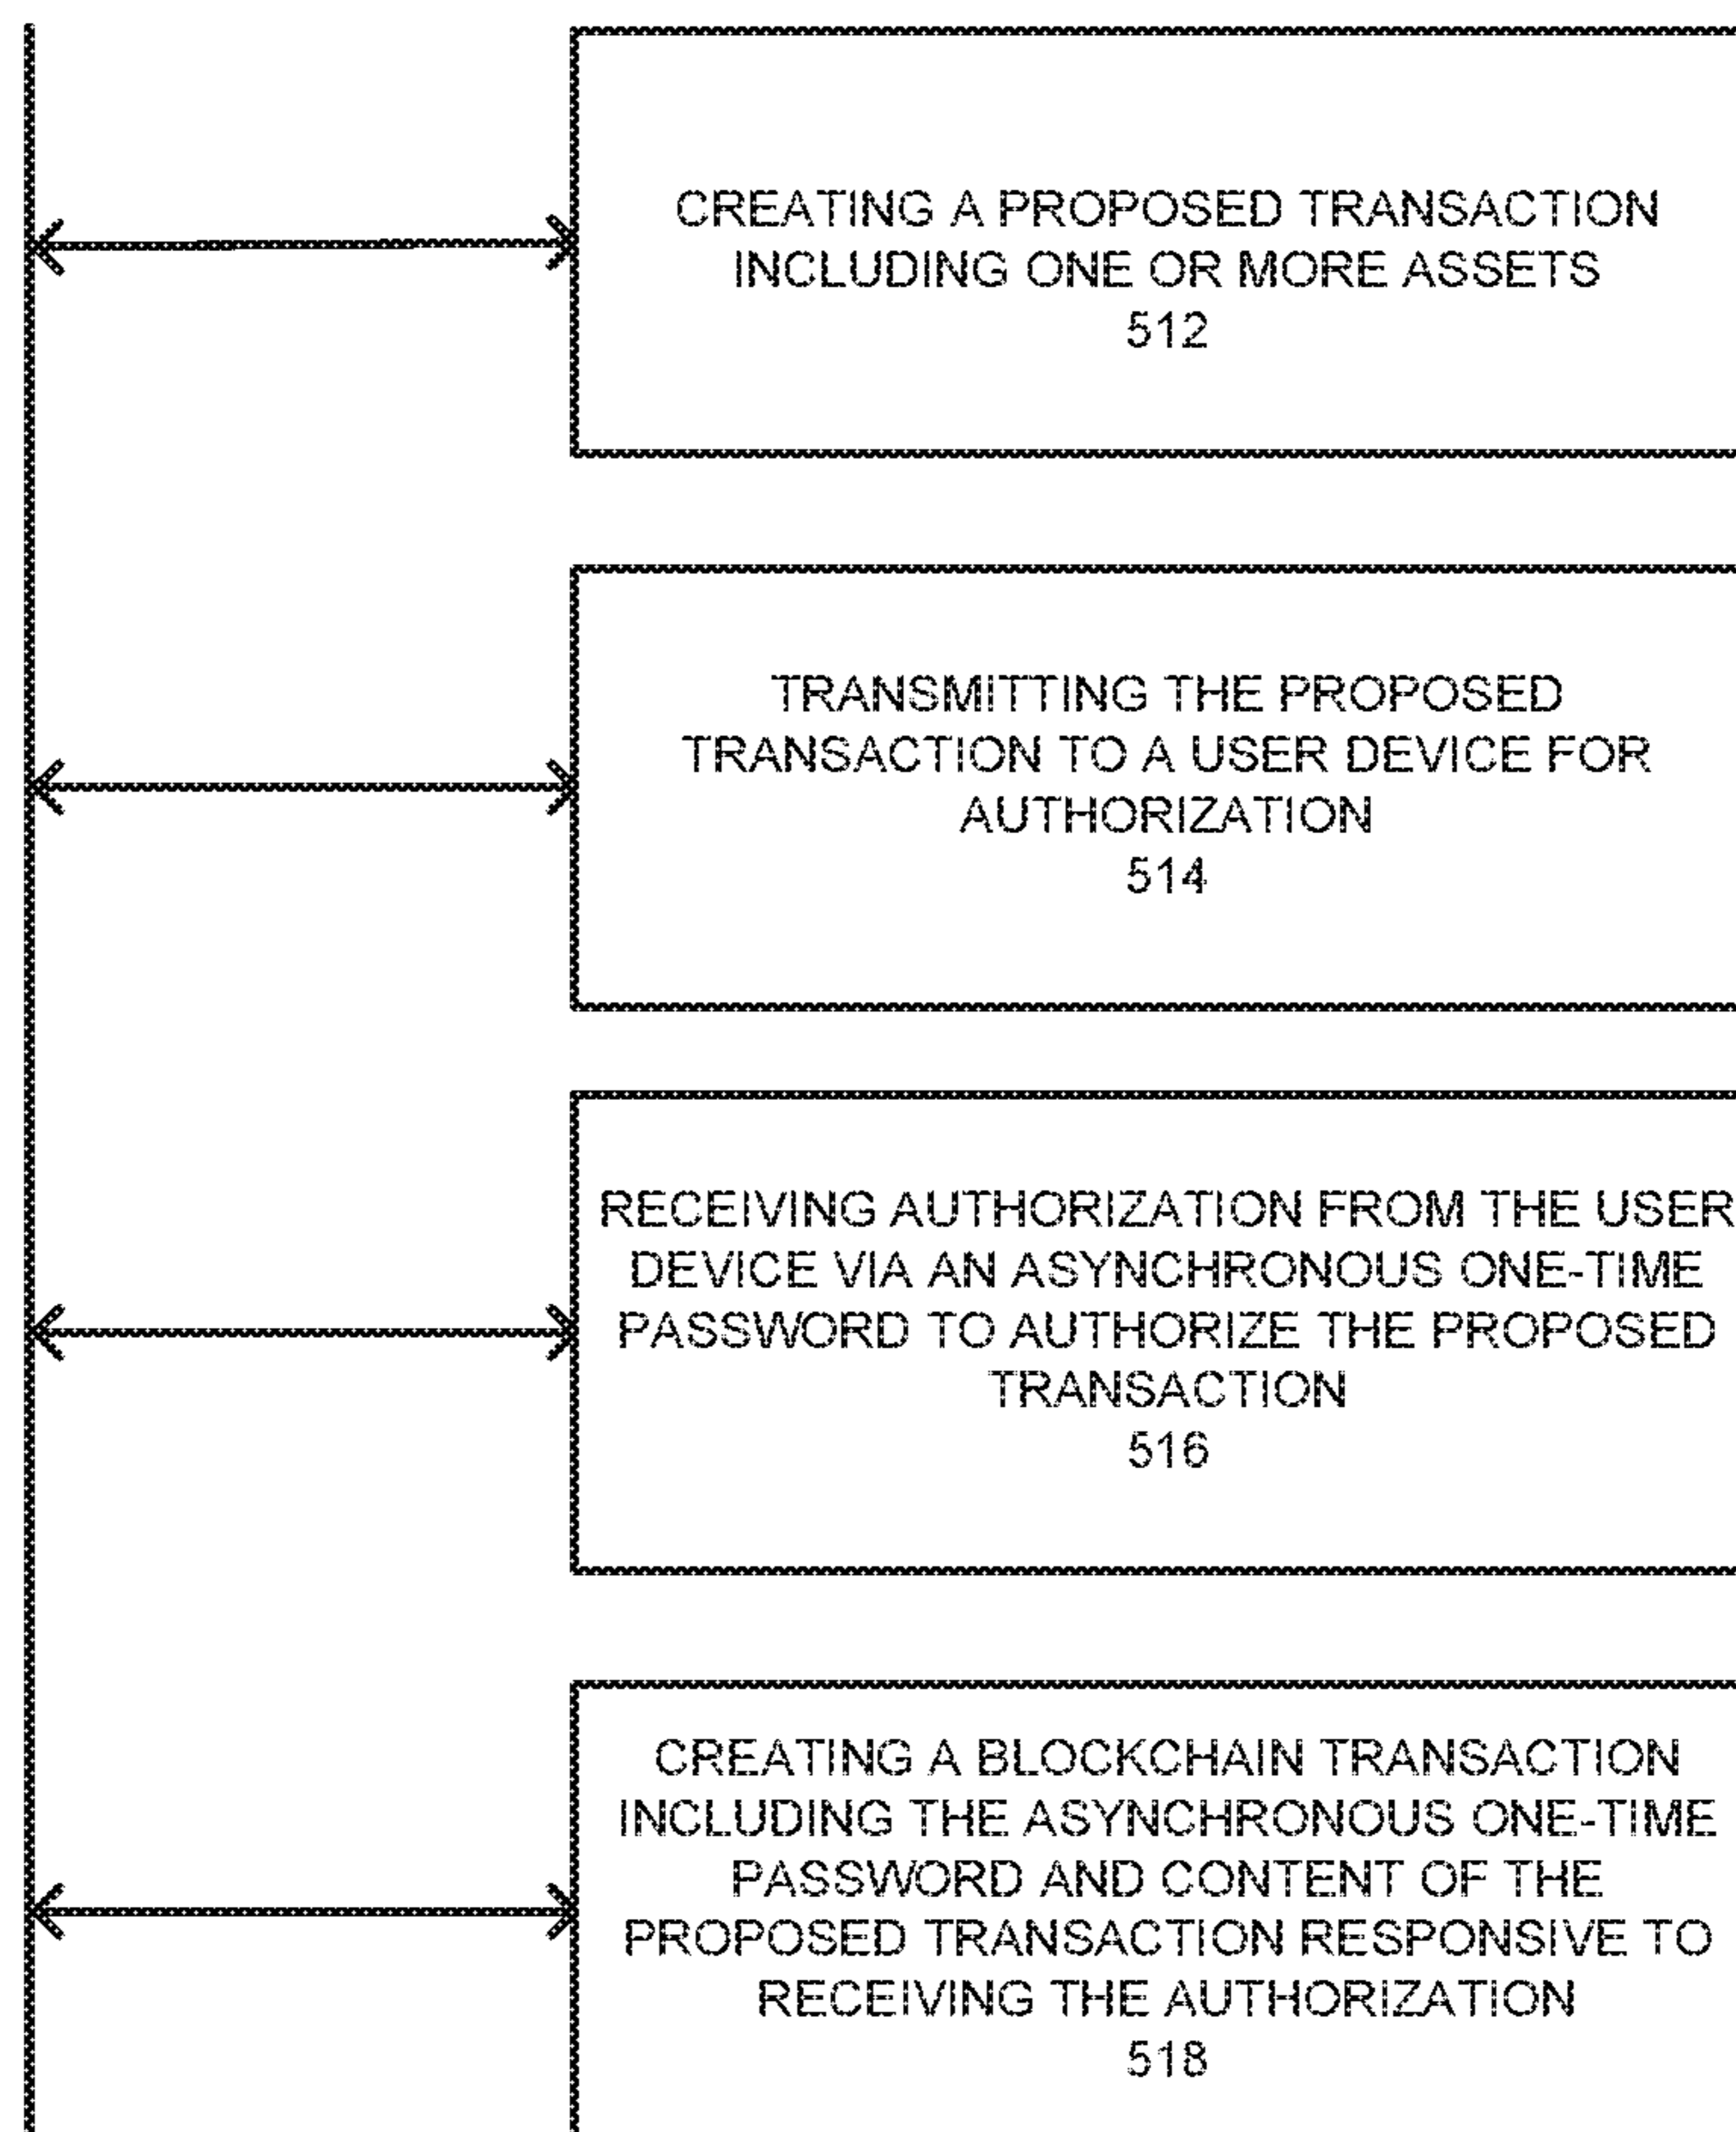 CREATING A PROPOSED TRANSACTION
INCLUDING ONE OR MORE ASSETS
512
TRANSMITTING THE PROPOSED
TRANSACTION TO A USER DEVICE FOR
AUTHORIZATION
514
RECEIVING AUTHORIZATION FROM THE USER
DEVICE VIA AN ASYNCHRONOUS ONE-TIME
PASSWORD TO AUTHORIZE THE PROPOSED
TRANSACTION
516
CREATING A BLOCKCHAIN TRANSACTION
INCLUDING THE ASYNCHRONOUS ONE-TIME
PASSWORD AND CONTENT OF THE
PROPOSED TRANSACTION RESPONSIVE TO
RECEIVING THE AUTHORIZATION
518